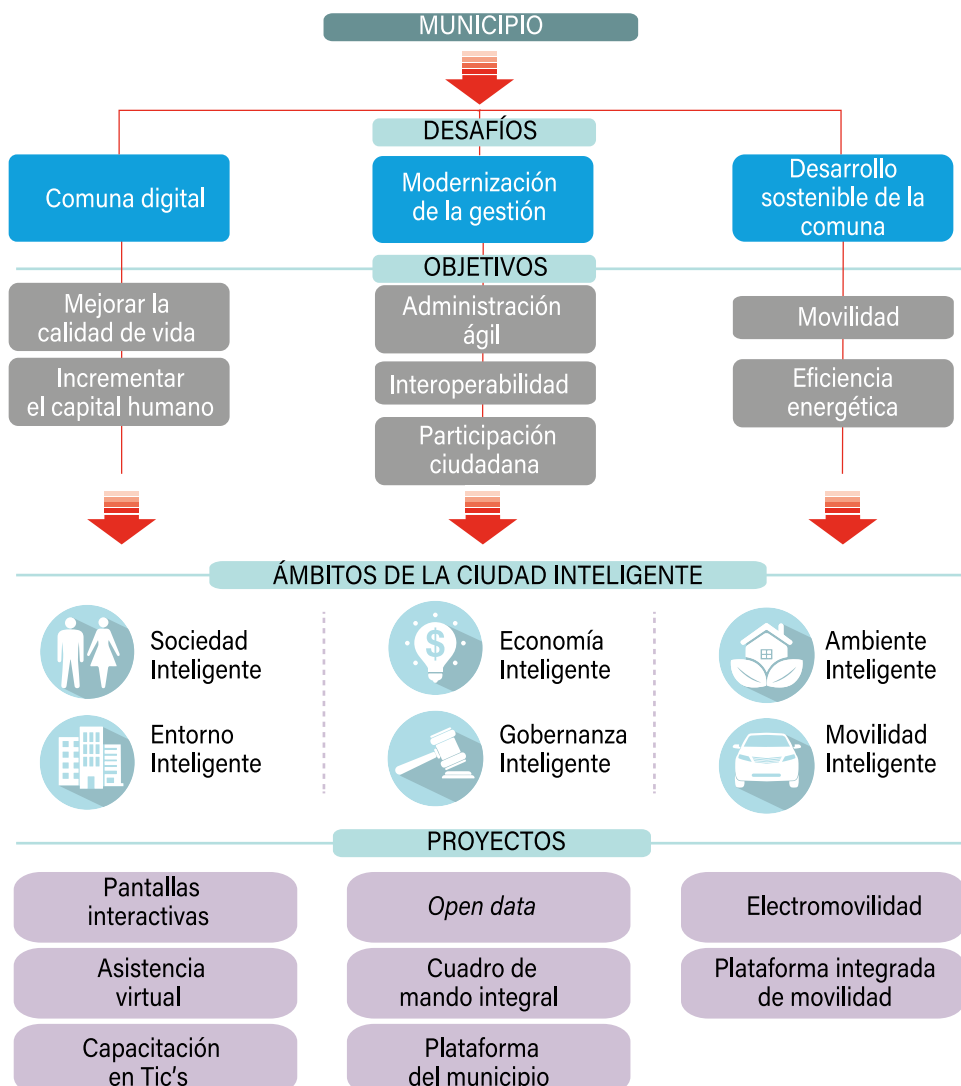 MUNICIPIO
DESAFÍOS
Comuna digital
Modernización
de la gestión
Desarrollo
sostenible de la
comuna
OBJETIVOS
Mejorar la
calidad de vida
Incrementar
el capital humano
Administración
ágil
Interoperabilidad
Participación
ciudadana
Movilidad
Eficiencia
energética
ÁMBITOS DE LA CIUDAD INTELIGENTE
Sociedad
Inteligente
Economía
Inteligente
Ambiente
Inteligente
Entorno
Inteligente
Gobernanza
Inteligente
Movilidad
Inteligente
PROYECTOS
Pantallas
interactivas
Open data
Electromovilidad
Asistencia
virtual
Cuadro de
mando integral
Plataforma integrada
de movilidad
Capacitación
en Tic's
Plataforma
del municipio